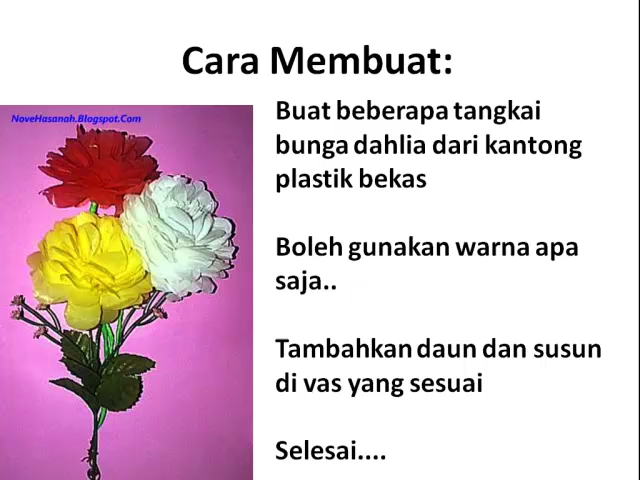 Cara Membuat:
NoveHasanah.Blogspot.Com
Buat beberapa tangkai
bunga dahlia dari kantong
plastik bekas
Boleh gunakan warna apa
saja..
Tambahkan daun dan susun
di vas yang sesuai
Selesai....